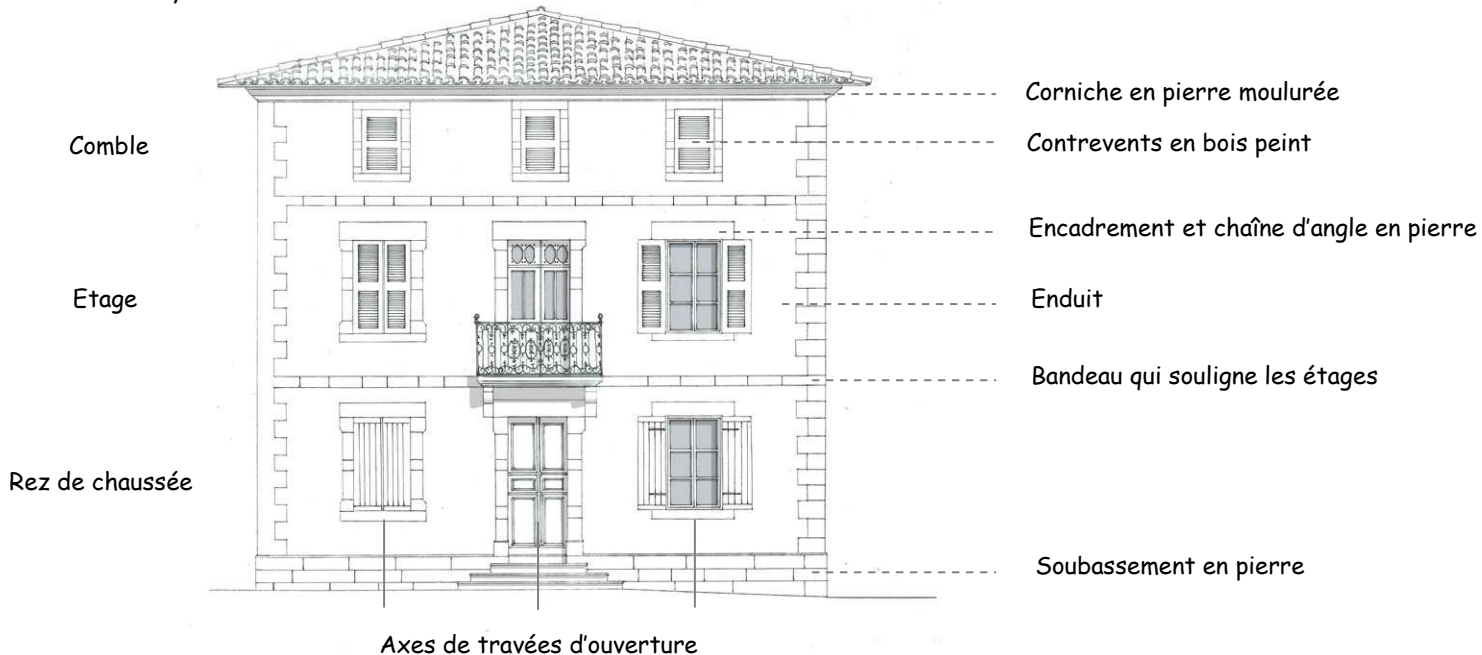 Corniche en pierre moulurée
Comble
Contrevents en bois peint
Encadrement et chaîne d'angle en pierre
Etage
Enduit
Bandeau qui souligne les étages
Rez de chaussée
Soubassement en pierre
Axes de travées d'ouverture